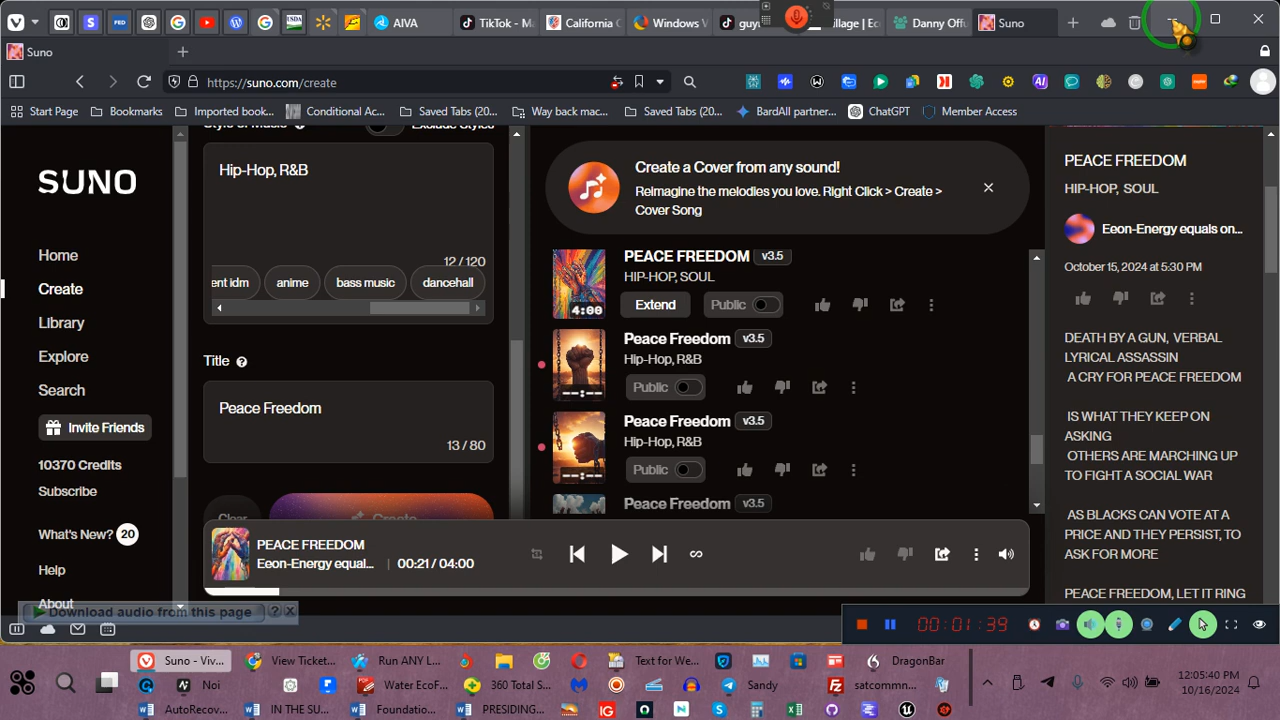 AIVA
TikTok - M
California C
Windows V
guy
illage | Ec
Danny Offu
Suno
Suno
https://suno.com/create
Start Page
Bookmarks
Imported book...
Conditional Ac...
Saved Tabs (20...
Way back mac...
Saved Tabs (20...
BardAll partner...
ChatGPT
Member Access
SUNO
Home
Create
Library
Explore
Search
Invite Friends
10370 Credits
Subscribe
What's New? 20
Help
About
Style of Music
Exclude Styles
Hip-Hop, R&B
12 / 120
ent idm
anime
bass music
dancehall
Title
Peace Freedom
13 / 80
Clear
Create
Create a Cover from any sound!
Reimagine the melodies you love. Right Click > Create >
Cover Song
PEACE FREEDOM v3.5
HIP-HOP, SOUL
4:00
Extend
Public
Peace Freedom v3.5
Hip-Hop, R&B
--:--
Public
Peace Freedom v3.5
Hip-Hop, R&B
--:--
Public
Peace Freedom v3.5
PEACE FREEDOM
HIP-HOP, SOUL
Eeon-Energy equals on...
October 15, 2024 at 5:30 PM
DEATH BY A GUN, VERBAL
LYRICAL ASSASSIN
A CRY FOR PEACE FREEDOM
IS WHAT THEY KEEP ON
ASKING
OTHERS ARE MARCHING UP
TO FIGHT A SOCIAL WAR
AS BLACKS CAN VOTE AT A
PRICE AND THEY PERSIST, TO
ASK FOR MORE
PEACE FREEDOM, LET IT RING
PEACE FREEDOM
Eeon-Energy equal...
00:21 / 04:00
Download audio from this page
00:01:39
Suno - Viv...
View Ticket...
Run ANY L...
Text for We...
DragonBar
Noi
Water EcoF...
360 Total S...
Sandy
satcommn...
AutoRecov...
IN THE SU...
Foundatio...
PRESIDING...
12:05:40 PM
10/16/2024